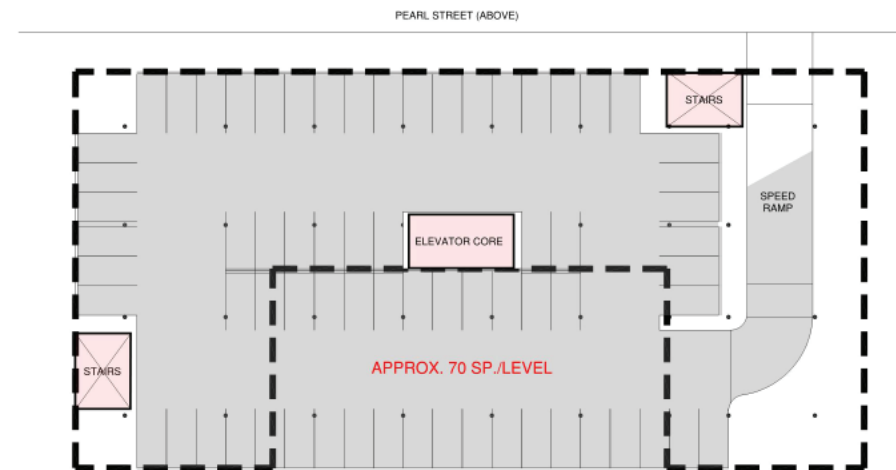 PEARL STREET (ABOVE)
STAIRS
SPEED
RAMP
ELEVATOR CORE
APPROX. 70 SP./LEVEL
STAIRS